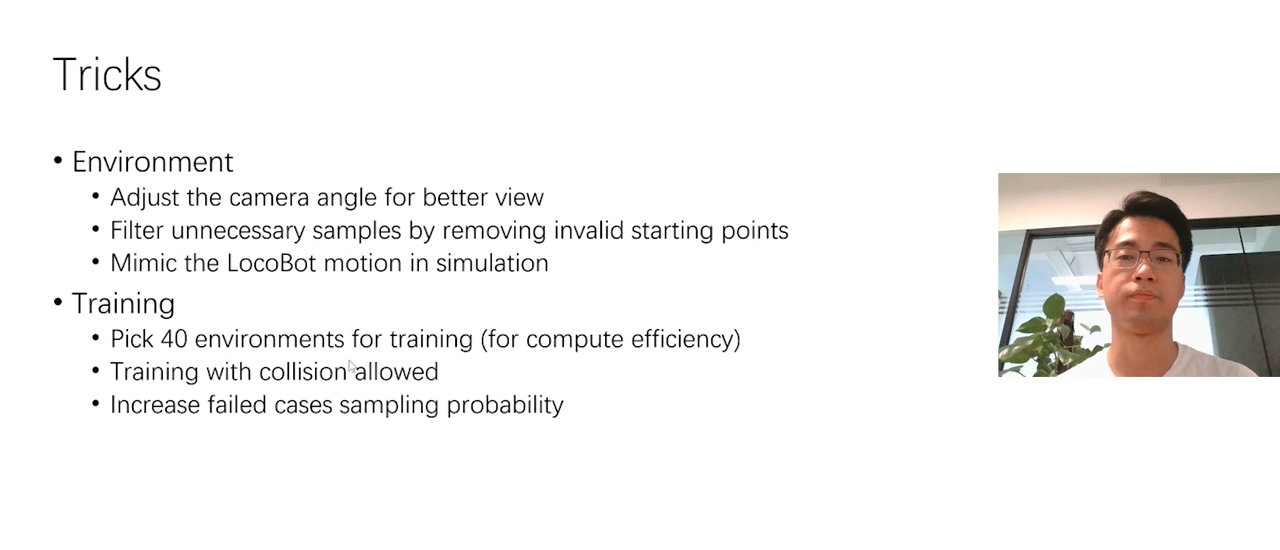 Tricks
• Environment
• Adjust the camera angle for better view
• Filter unnecessary samples by removing invalid starting points
• Mimic the LocoBot motion in simulation
• Training
• Pick 40 environments for training (for compute efficiency)
• Training with collision allowed
• Increase failed cases sampling probability